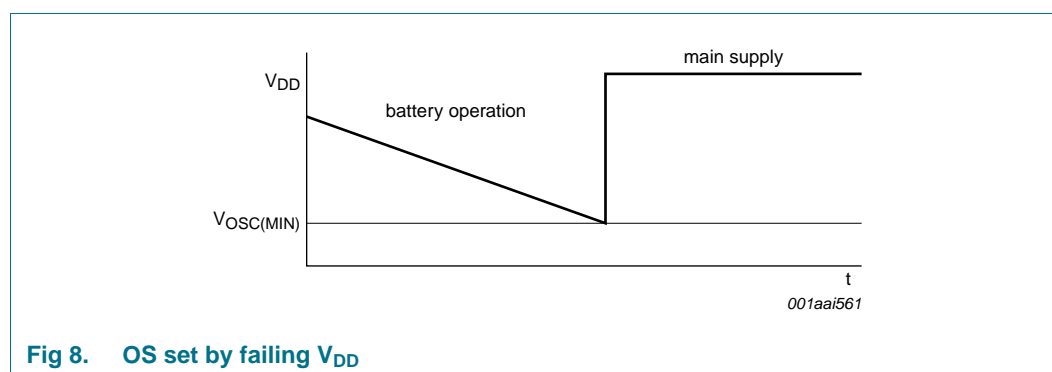 main supply
VDD
battery operation
VOSC(MIN)
t
001aai561
Fig 8. OS set by failing VDD